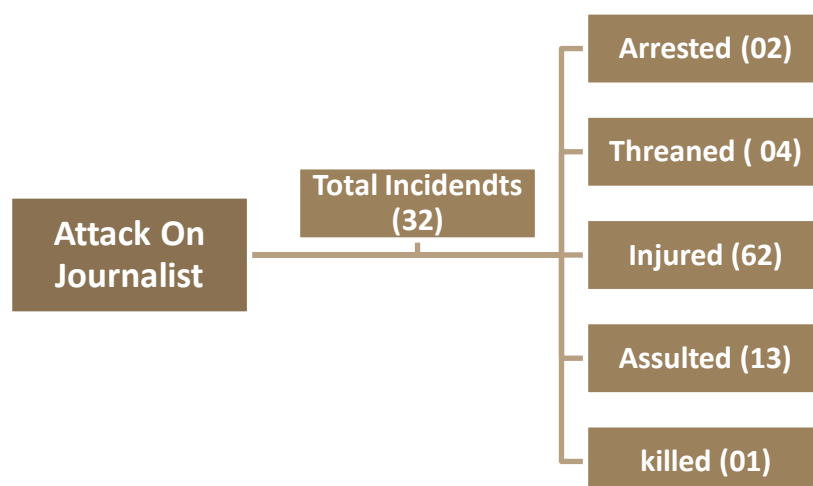 Attack On
Journalist
Total Incidendts
(32)
Arrested (02)
Threaned ( 04)
Injured (62)
Assulted (13)
killed (01)